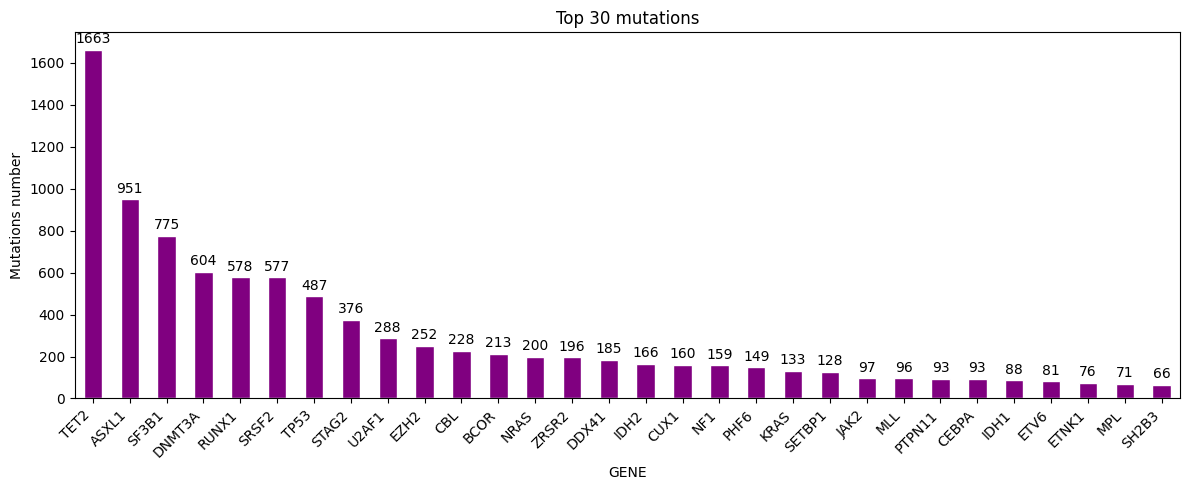 Top 30 mutations
Mutations number
1600
1400
1200
1000
800
600
400
200
0
1663
951
775
604
578
577
487
376
288
252
228
213
200
196
185
166
160
159
149
133
128
97
96
93
93
88
81
76
71
66
TET2
ASXL1
SF3B1
DNMT3A
RUNX1
SRSF2
TP53
STAG2
U2AF1
EZH2
CBL
BCOR
NRAS
ZRSR2
DDX41
IDH2
CUX1
NF1
PHF6
KRAS
SETBP1
JAK2
MLL
PTPN11
CEBPA
IDH1
ETV6
ETNK1
MPL
SH2B3
GENE